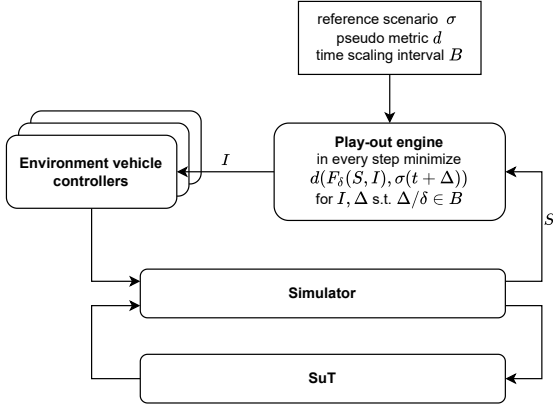 reference scenario σ
pseudo metric d
time scaling interval B
Play-out engine
in every step minimize
d(F_δ(S, I), σ(t + Δ))
for I, Δ s.t. Δ/δ ∈ B
I
Environment vehicle
controllers
S
Simulator
SuT